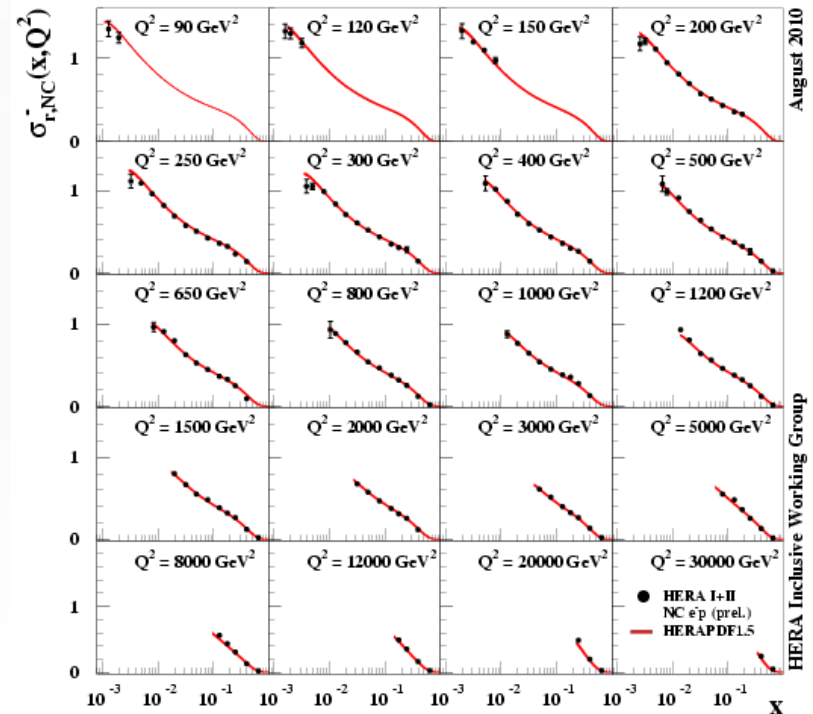 σ⁻r,NC(x,Q²)
August 2010
Q² = 90 GeV² Q² = 120 GeV² Q² = 150 GeV² Q² = 200 GeV²
1
0
Q² = 250 GeV² Q² = 300 GeV² Q² = 400 GeV² Q² = 500 GeV²
1
0
Q² = 650 GeV² Q² = 800 GeV² Q² = 1000 GeV² Q² = 1200 GeV²
1
0
Q² = 1500 GeV² Q² = 2000 GeV² Q² = 3000 GeV² Q² = 5000 GeV²
1
0
Q² = 8000 GeV² Q² = 12000 GeV² Q² = 20000 GeV² Q² = 30000 GeV²
1
HERA I+II
NC e⁻p (prel.)
HERAPDF1.5
0
10⁻³ 10⁻² 10⁻¹ 10 10⁻³ 10⁻² 10⁻¹ 10 10⁻³ 10⁻² 10⁻¹ 10 10⁻³ 10⁻² 10⁻¹ 10
x
HERA Inclusive Working Group